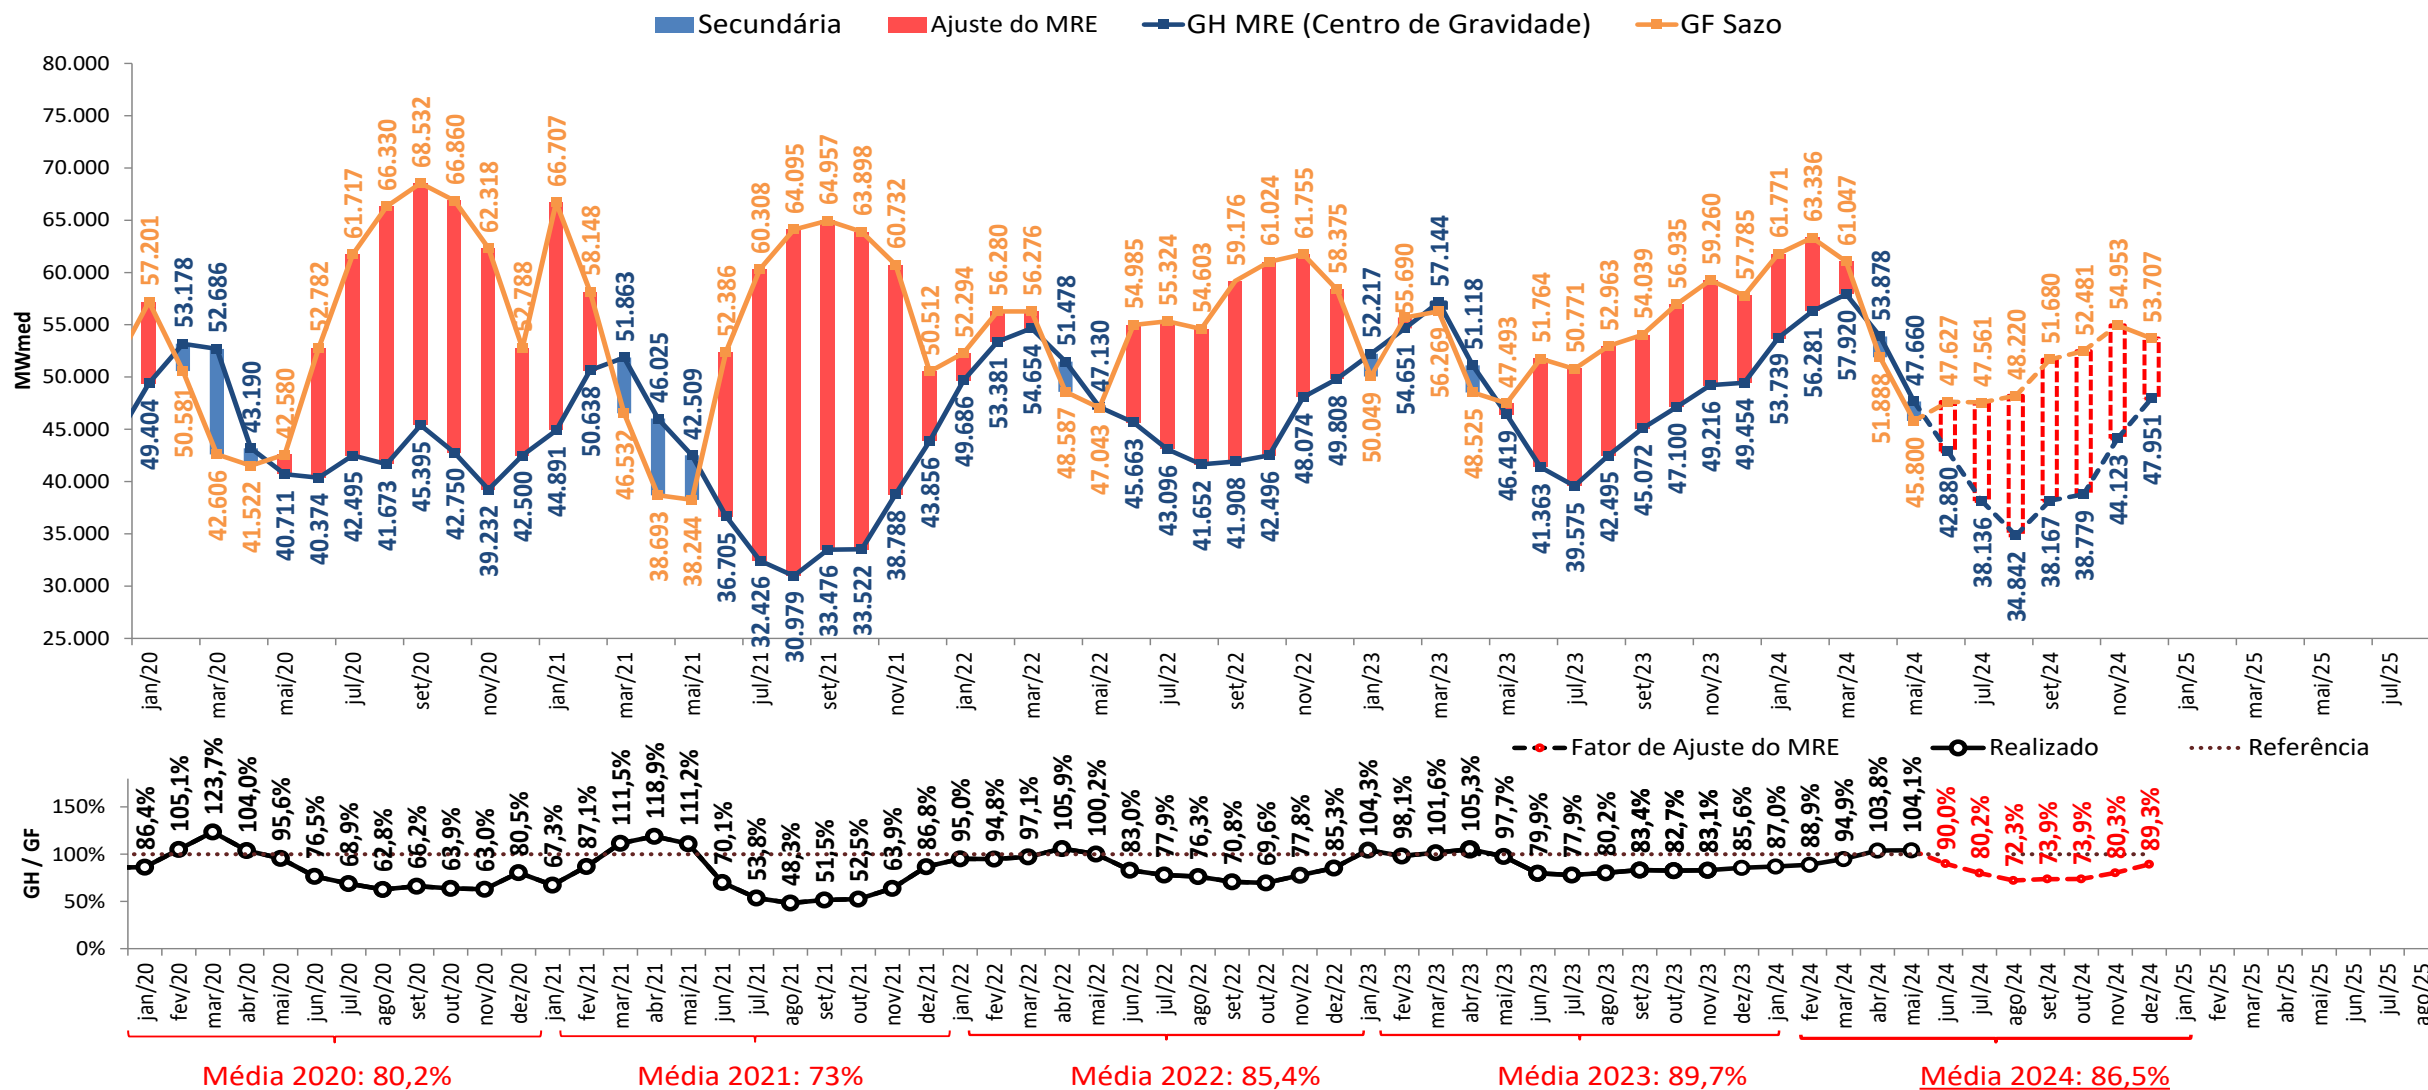 Secundária Ajuste do MRE GH MRE (Centro de Gravidade) GF Sazo
MWmed
80.000
75.000
70.000
65.000
60.000
55.000
50.000
45.000
40.000
35.000
30.000
25.000
57.201 50.581 42.606 41.522 42.580 52.782 61.717 66.330 68.532 66.860 62.318 52.788 66.707 58.148 46.532 38.693 38.244 52.386 60.308 64.095 64.957 63.898 60.732 50.512 52.294 56.280 56.276 48.587 47.043 54.985 55.324 54.603 59.176 61.024 61.755 58.375 50.049 55.690 56.269 48.525 47.493 51.764 50.771 52.963 54.039 56.935 59.260 57.785 61.771 63.336 61.047 51.888 45.800 47.627 47.561 48.220 51.680 52.481 54.953 53.707
49.404 53.178 52.686 43.190 40.711 40.374 42.495 41.673 45.395 42.750 39.232 42.500 44.891 50.638 51.863 46.025 42.509 36.705 32.426 30.979 33.476 33.522 38.788 43.856 49.686 53.381 54.654 51.478 47.130 45.663 43.096 41.652 41.908 42.496 48.074 49.808 52.217 54.651 57.144 51.118 46.419 41.363 39.575 42.495 45.072 47.100 49.216 49.454 53.739 56.281 57.920 53.878 47.660 42.880 38.136 34.842 38.167 38.779 44.123 47.951
jan/20 mar/20 mai/20 jul/20 set/20 nov/20 jan/21 mar/21 mai/21 jul/21 set/21 nov/21 jan/22 mar/22 mai/22 jul/22 set/22 nov/22 jan/23 mar/23 mai/23 jul/23 set/23 nov/23 jan/24 mar/24 mai/24 jul/24 set/24 nov/24 jan/25 mar/25 mai/25 jul/25
Fator de Ajuste do MRE Realizado Referência
GH / GF
150%
100%
50%
0%
86,4% 105,1% 123,7% 104,0% 95,6% 76,5% 68,9% 62,8% 66,2% 63,9% 63,0% 80,5% 67,3% 87,1% 111,5% 118,9% 111,2% 70,1% 53,8% 48,3% 51,5% 52,5% 63,9% 86,8% 95,0% 94,8% 97,1% 105,9% 100,2% 83,0% 77,9% 76,3% 70,8% 69,6% 77,8% 85,3% 104,3% 98,1% 101,6% 105,3% 97,7% 79,9% 77,9% 80,2% 83,4% 82,7% 83,1% 85,6% 87,0% 88,9% 94,9% 103,8% 104,1% 90,0% 80,2% 72,3% 73,9% 73,9% 80,3% 89,3%
jan/20 fev/20 mar/20 abr/20 mai/20 jun/20 jul/20 ago/20 set/20 out/20 nov/20 dez/20 jan/21 fev/21 mar/21 abr/21 mai/21 jun/21 jul/21 ago/21 set/21 out/21 nov/21 dez/21 jan/22 fev/22 mar/22 abr/22 mai/22 jun/22 jul/22 ago/22 set/22 out/22 nov/22 dez/22 jan/23 fev/23 mar/23 abr/23 mai/23 jun/23 jul/23 ago/23 set/23 out/23 nov/23 dez/23 jan/24 fev/24 mar/24 abr/24 mai/24 jun/24 jul/24 ago/24 set/24 out/24 nov/24 dez/24 jan/25 fev/25 mar/25 abr/25 mai/25 jun/25 jul/25 ago/25
Média 2020: 80,2% Média 2021: 73% Média 2022: 85,4% Média 2023: 89,7% Média 2024: 86,5%